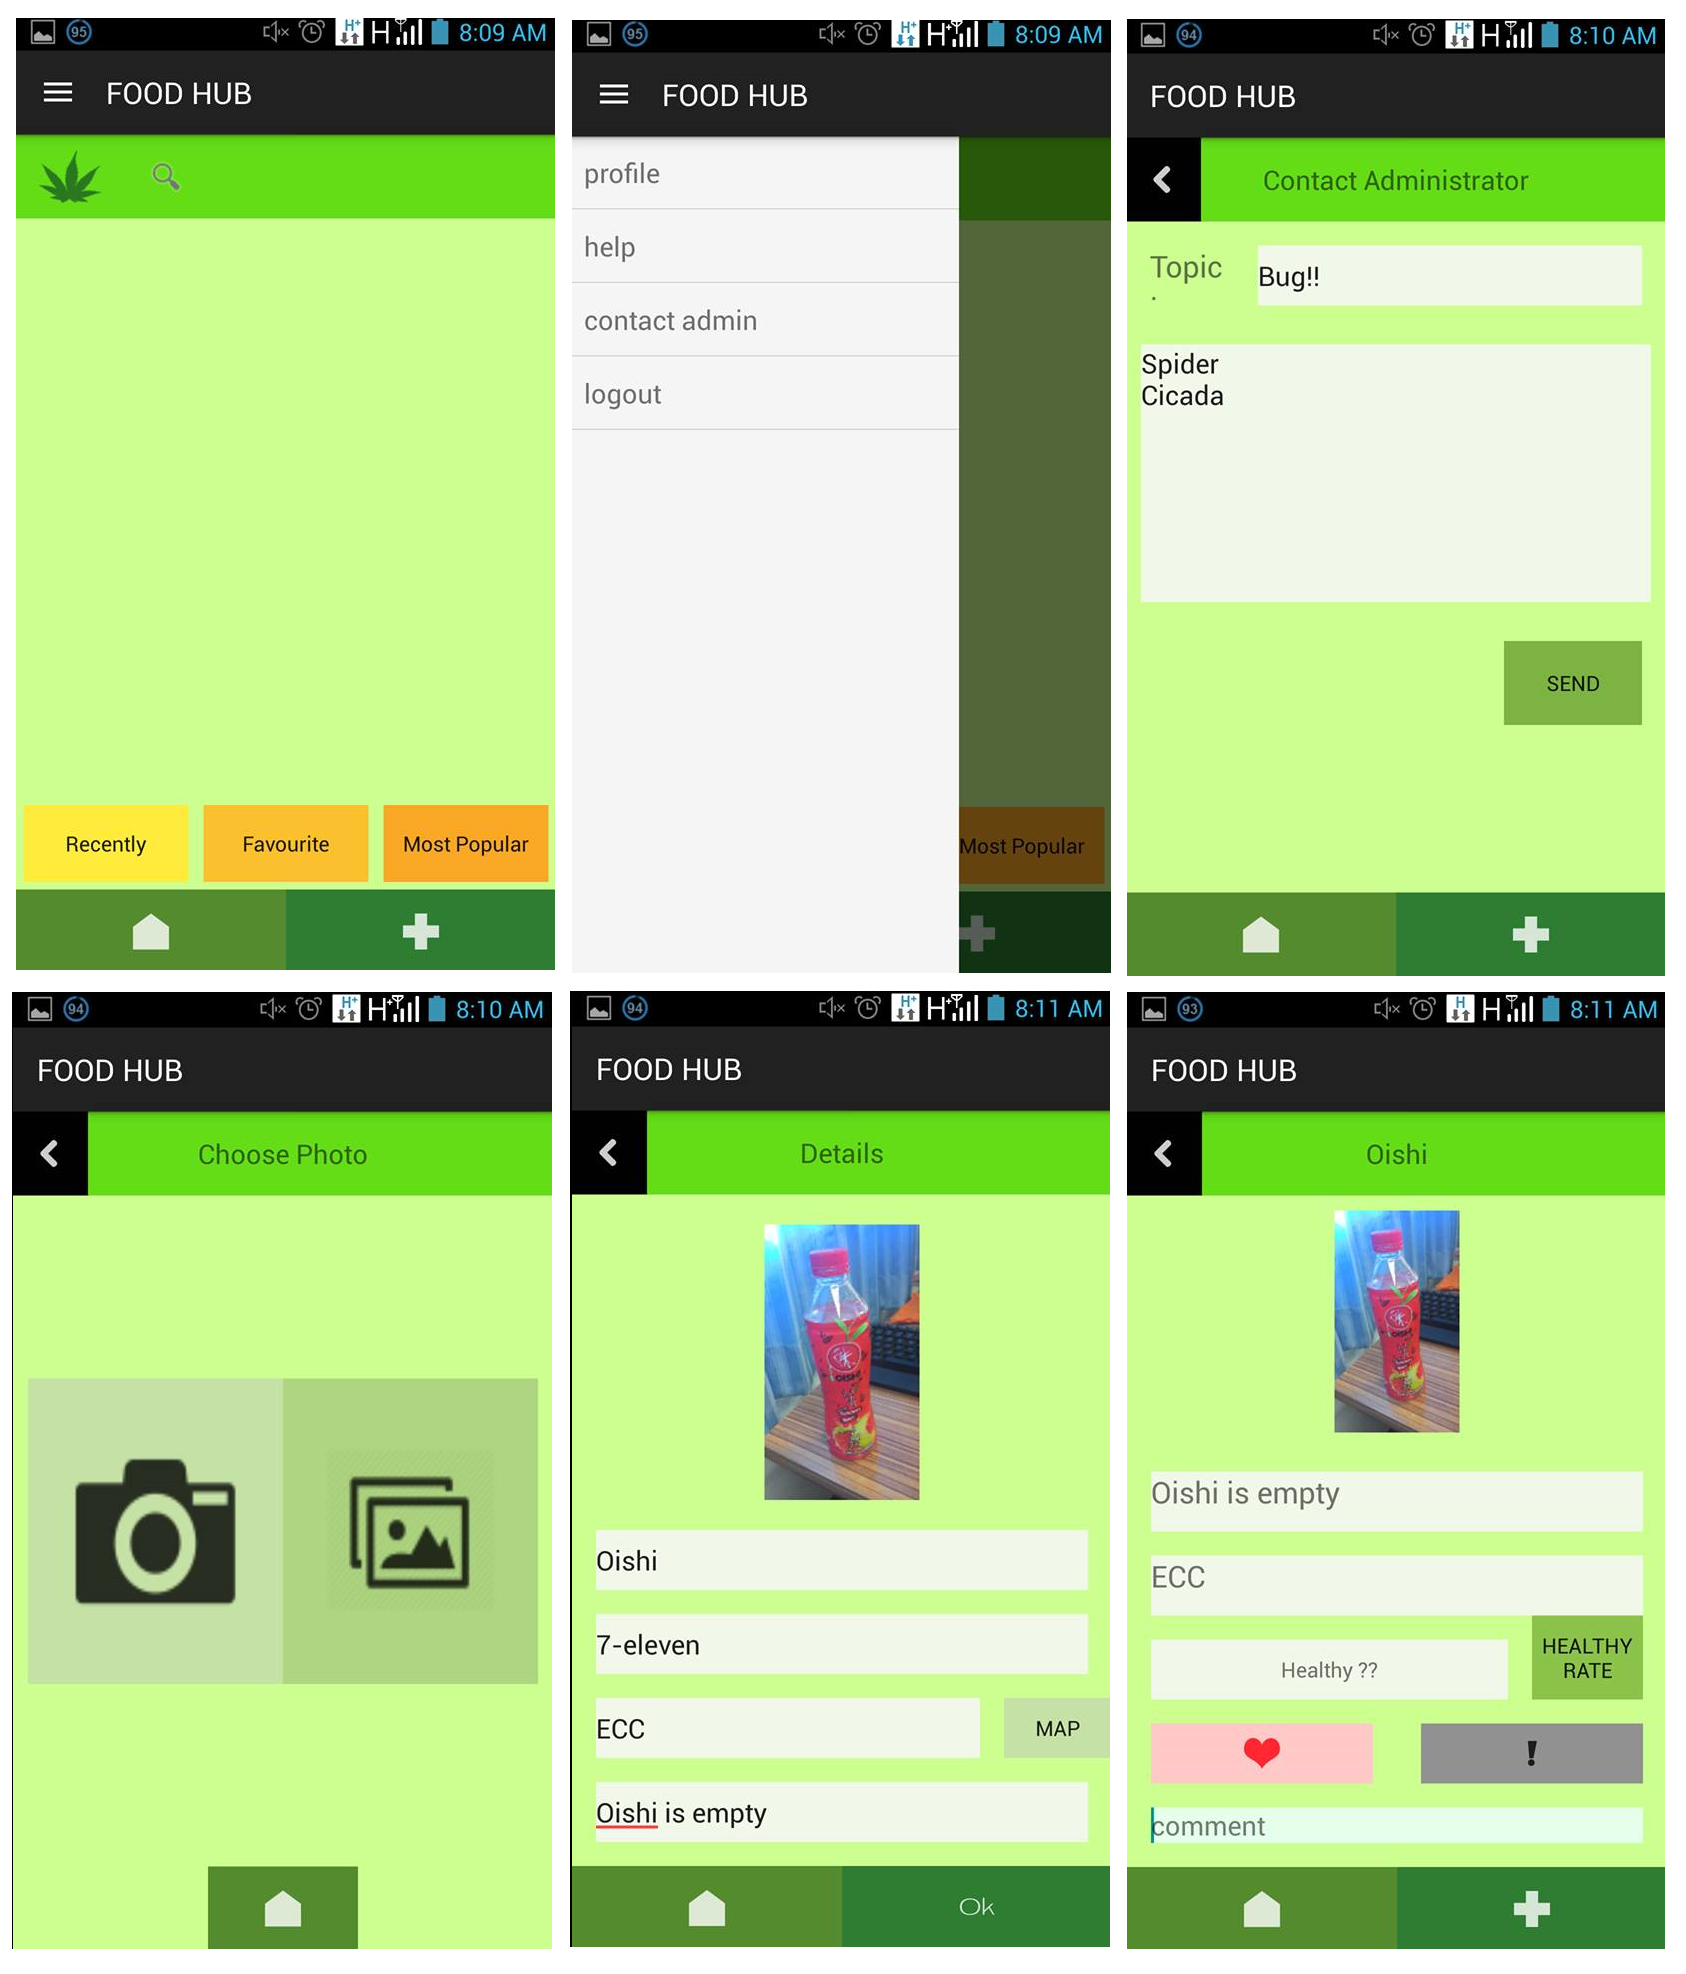 95
H+
H
8:09 AM
FOOD HUB
Recently
Favourite
Most Popular
95
H+
H+
8:09 AM
FOOD HUB
profile
help
contact admin
logout
Most Popular
94
H+
H
8:10 AM
FOOD HUB
Contact Administrator
Topic
:
Bug!!
Spider
Cicada
SEND
94
H+
H+
8:10 AM
FOOD HUB
Choose Photo
94
H+
H+
8:11 AM
FOOD HUB
Details
OISHI
Oishi
7-eleven
ECC
MAP
Oishi is empty
Ok
93
H
H
8:11 AM
FOOD HUB
Oishi
OISHI
Oishi is empty
ECC
Healthy ??
HEALTHY
RATE
!
comment